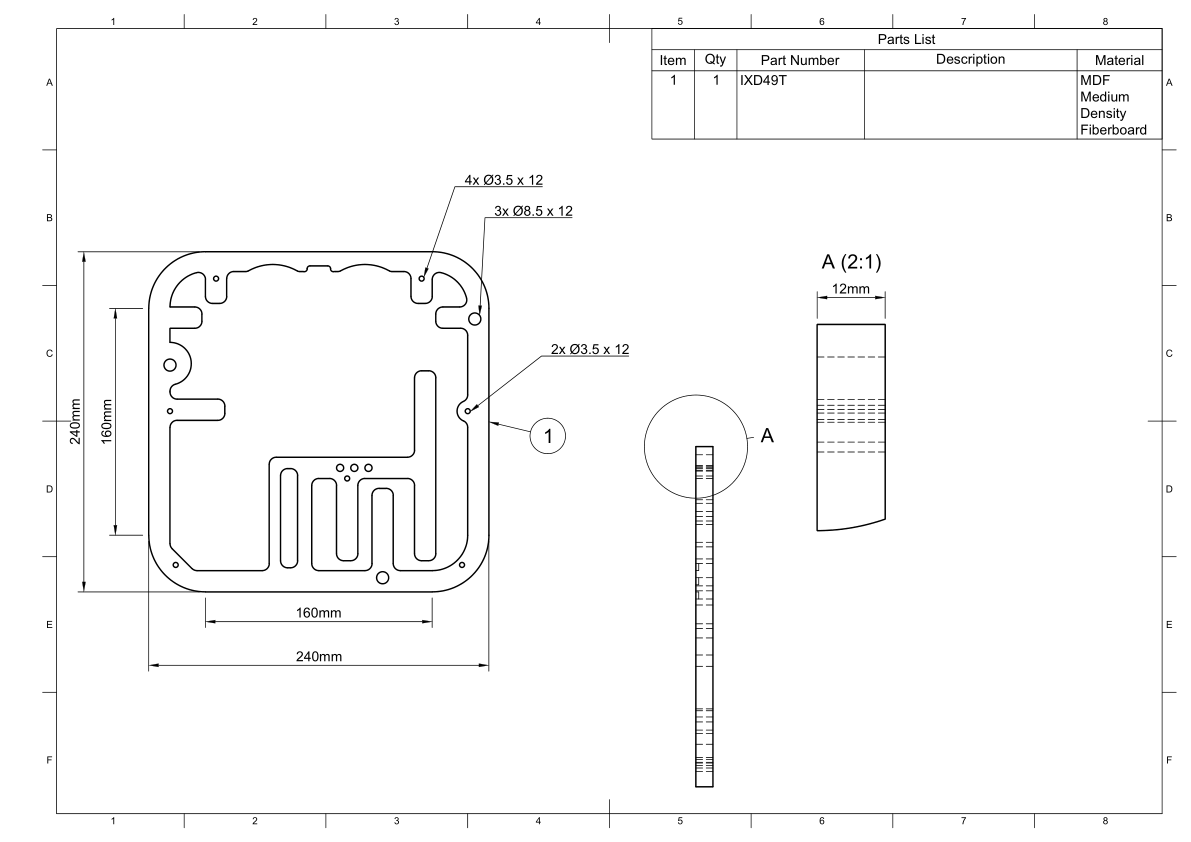 1 2 3 4 5 6 7 8
Parts List
Item Qty Part Number Description Material
1 1 IXD49T MDF
Medium
Density
Fiberboard
A A
4x Ø3.5 x 12
3x Ø8.5 x 12
B B
A (2:1)
12mm
2x Ø3.5 x 12
C C
240mm
160mm
1
A
D D
160mm
E E
240mm
F F
1 2 3 4 5 6 7 8